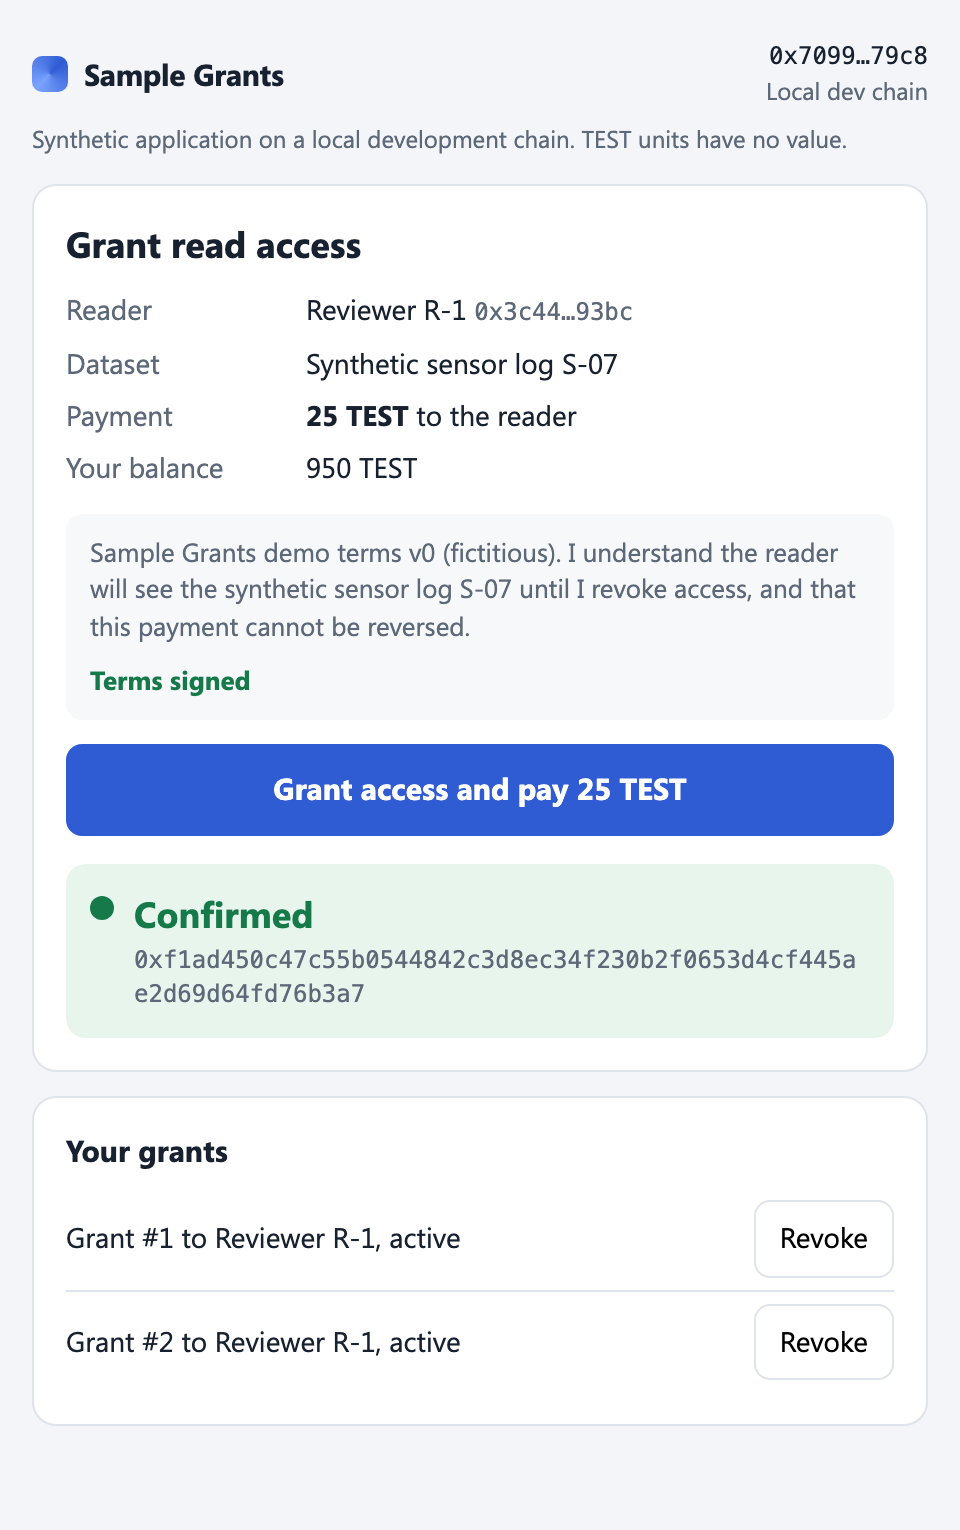 Sample Grants
0x7099…79c8
Local dev chain
Synthetic application on a local development chain. TEST units have no value.
Grant read access
Reader Reviewer R-1 0x3c44…93bc
Dataset Synthetic sensor log S-07
Payment 25 TEST to the reader
Your balance 950 TEST
Sample Grants demo terms v0 (fictitious). I understand the reader
will see the synthetic sensor log S-07 until I revoke access, and that
this payment cannot be reversed.
Terms signed
Grant access and pay 25 TEST
Confirmed
0xf1ad450c47c55b0544842c3d8ec34f230b2f0653d4cf445a
e2d69d64fd76b3a7
Your grants
Grant #1 to Reviewer R-1, active Revoke
Grant #2 to Reviewer R-1, active Revoke